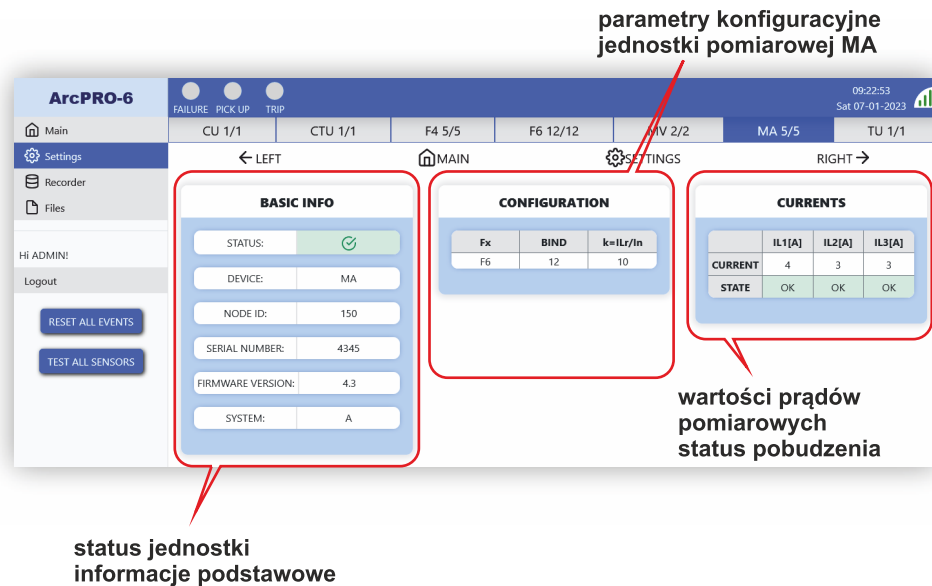 parametry konfiguracyjne
jednostki pomiarowej MA
ArcPRO-6
FAILURE PICK UP TRIP
09:22:53
Sat 07-01-2023
Main
Settings
Recorder
Files
Hi ADMIN!
Logout
RESET ALL EVENTS
TEST ALL SENSORS
CU 1/1 CTU 1/1 F4 5/5 F6 12/12 MV 2/2 MA 5/5 TU 1/1
LEFT MAIN SETTINGS RIGHT
BASIC INFO
STATUS:
DEVICE: MA
NODE ID: 150
SERIAL NUMBER: 4345
FIRMWARE VERSION: 4.3
SYSTEM: A
CONFIGURATION
Fx BIND k=ILr/In
F6 12 10
CURRENTS
IL1[A] IL2[A] IL3[A]
CURRENT 4 3 3
STATE OK OK OK
wartości prądów
pomiarowych
status pobudzenia
status jednostki
informacje podstawowe